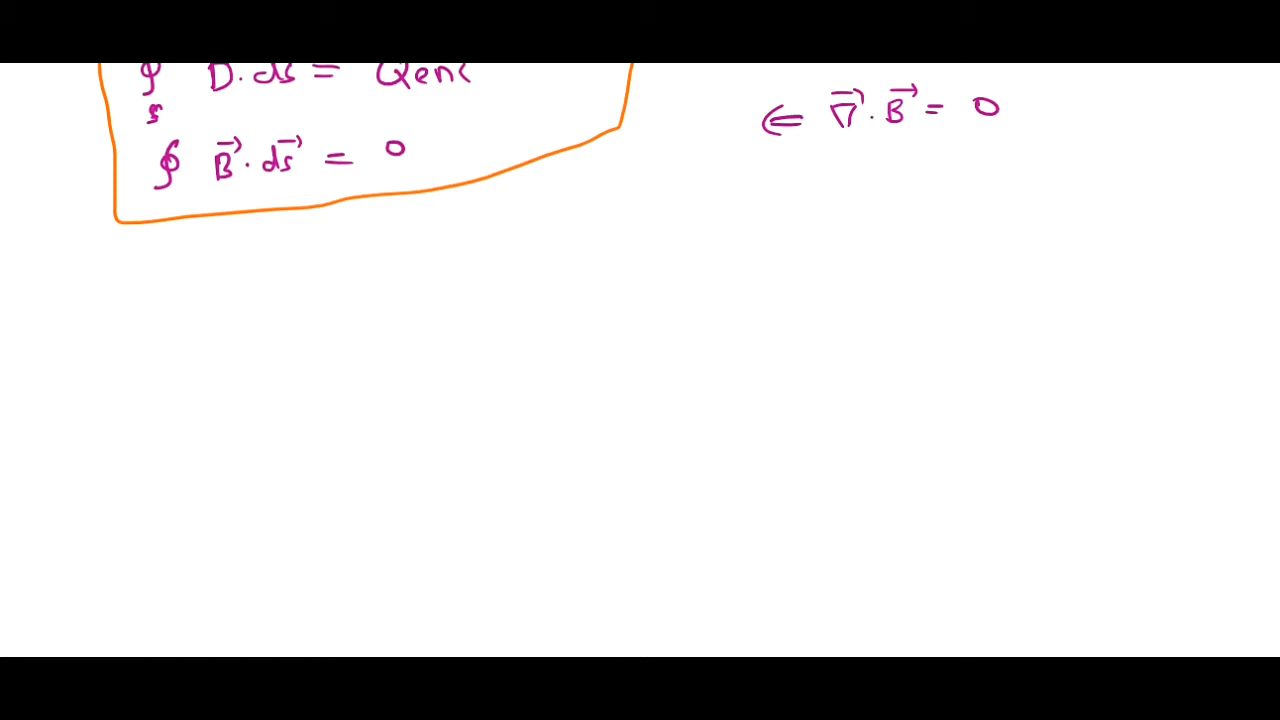 ∮ D·ds = Qenc
s
⇐ ∇⃗·B⃗ = 0
∮ B⃗·ds⃗ = 0